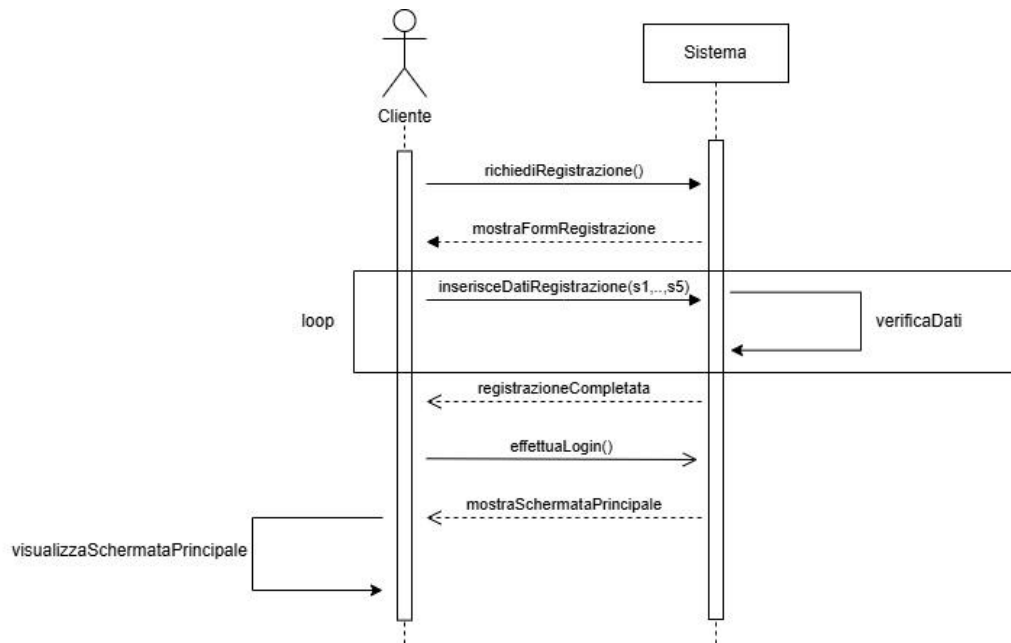 Sistema
Cliente
richiediRegistrazione()
mostraFormRegistrazione
inserisceDatiRegistrazione(s1,..,s5)
loop
verificaDati
registrazioneCompletata
effettuaLogin()
mostraSchermataPrincipale
visualizzaSchermataPrincipale